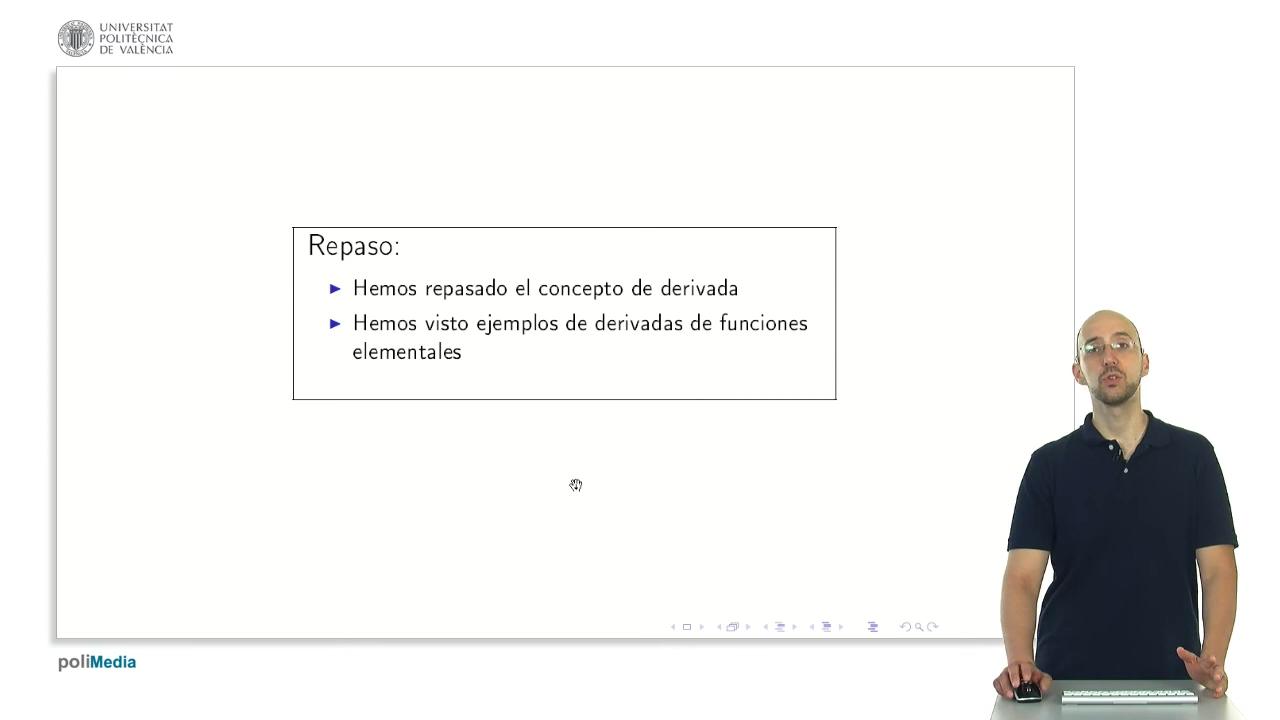 UNIVERSITAT
POLITÈCNICA
DE VALÈNCIA
Repaso:
Hemos repasado el concepto de derivada
Hemos visto ejemplos de derivadas de funciones
elementales
poliMedia